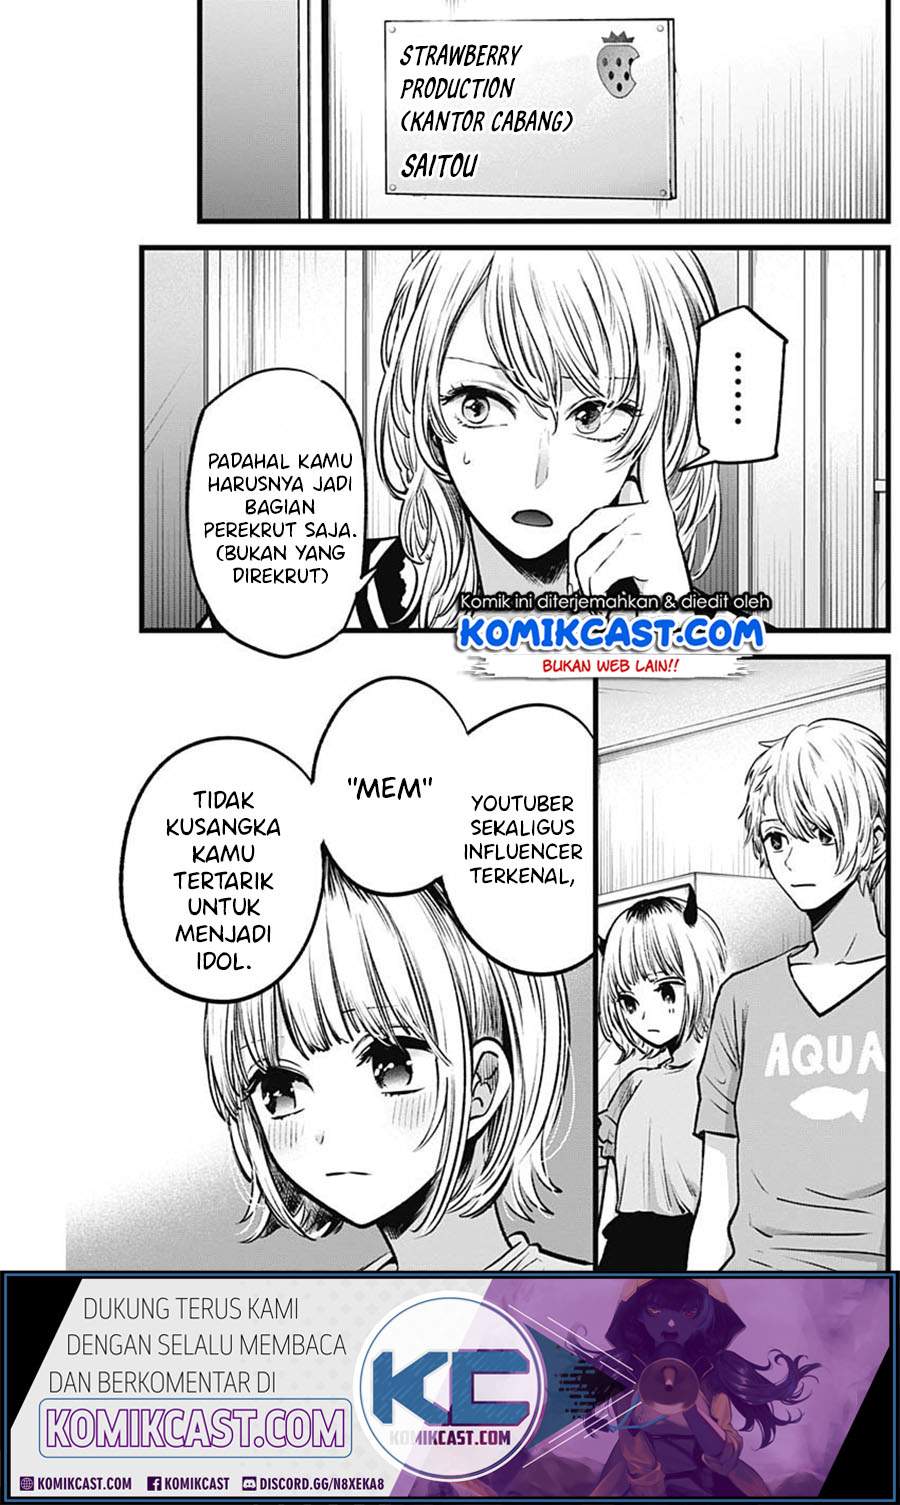 STRAWBERRY
PRODUCTION
(KANTOR CABANG)
SAITOU
.......
PADAHAL KAMU
HARUSNYA JADI
BAGIAN
PEREKRUT SAJA.
(BUKAN YANG
DIREKRUT)
Komik ini diterjemahkan & diedit oleh
KOMIKCAST.COM
BUKAN WEB LAIN!!
YOUTUBER
SEKALIGUS
INFLUENCER
TERKENAL,
"MEM"
TIDAK
KUSANGKA
KAMU
TERTARIK
UNTUK
MENJADI
IDOL.
AQUA
DUKUNG TERUS KAMI
DENGAN SELALU MEMBACA
DAN BERKOMENTAR DI
KOMIKCAST.COM
KC
KOMIKCAST.COM
KOMIKCAST.COM
KOMIKCAST
DISCORD.GG/N8XEKA8